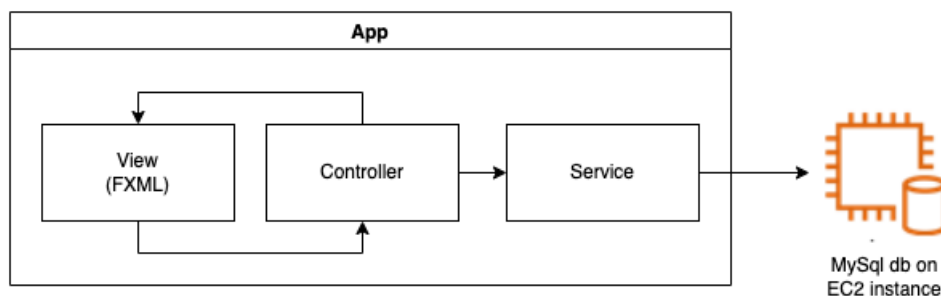 App
View
(FXML)
Controller
Service
MySql db on
EC2 instance